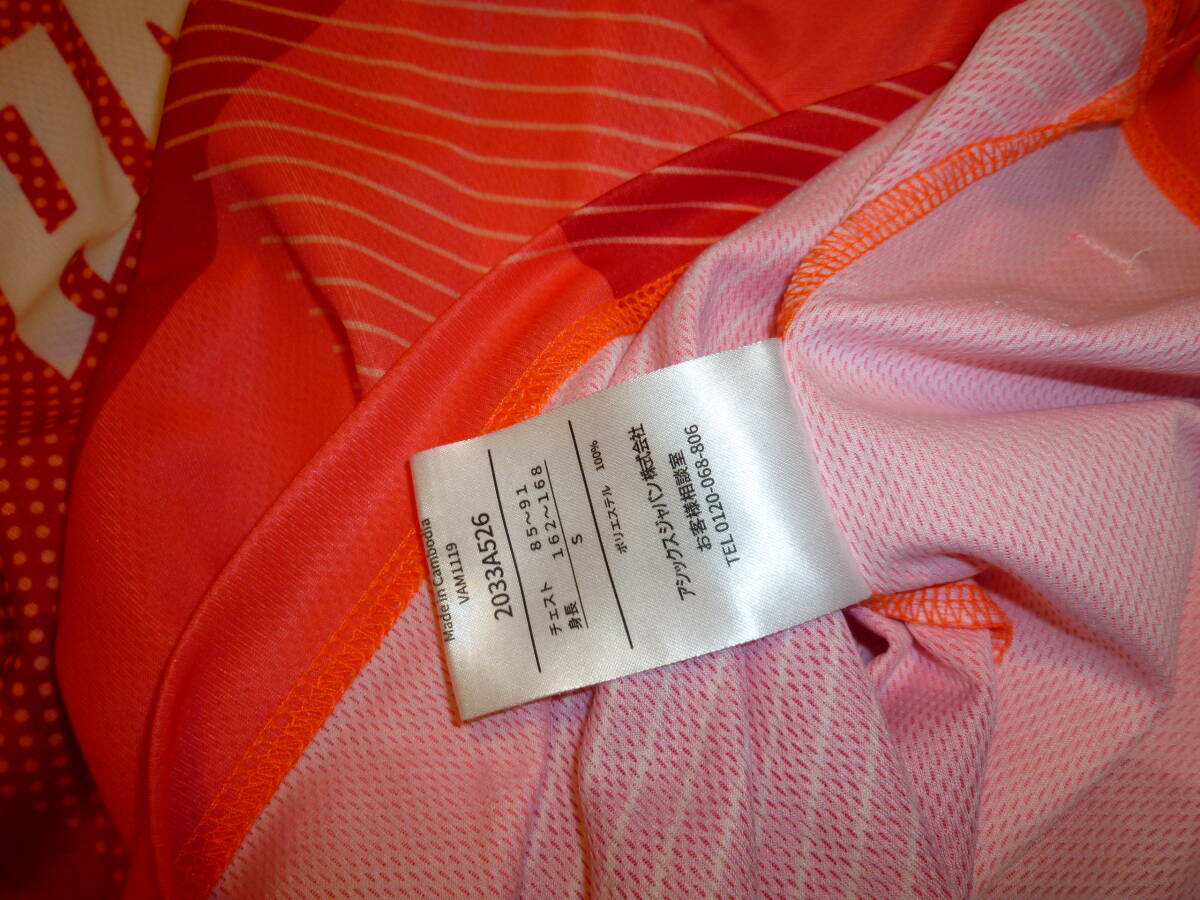 Made in Cambodia
VAM1119
2033A526
チェスト 85~91
身長 162~168
S
ポリエステル 100%
アシックスジャパン株式会社
お客様相談室
TEL 0120-068-806